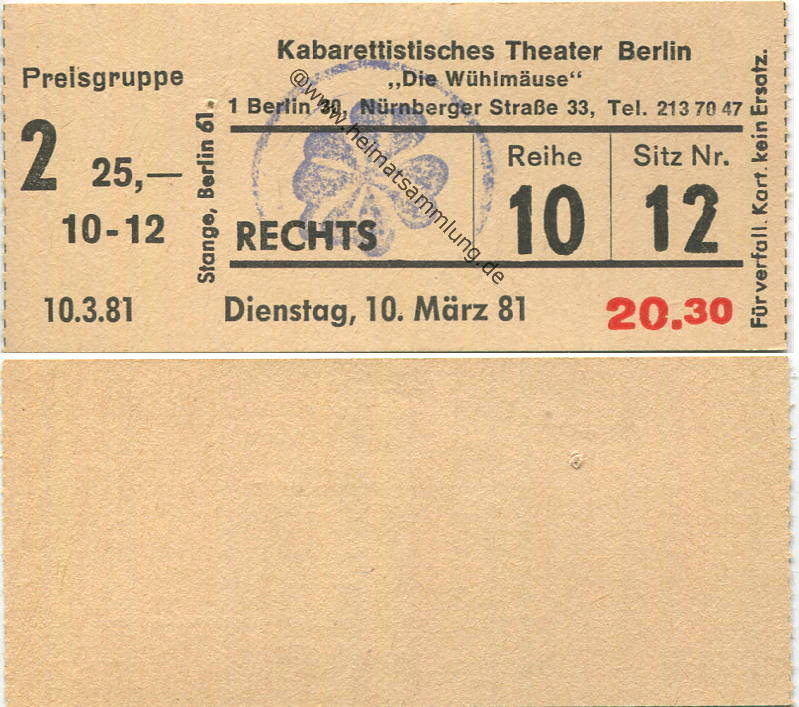 Preisgruppe
2 25,—
10-12
10.3.81
Stange, Berlin 61.
Kabarettistisches Theater Berlin
„Die Wühlmäuse“
1 Berlin 30, Nürnberger Straße 33, Tel. 213 70 47
RECHTS
Reihe
10
Sitz Nr.
12
Dienstag, 10. März 81
20.30
Für verfall. Kart. kein Ersatz.
@www.heimatsammlung.de